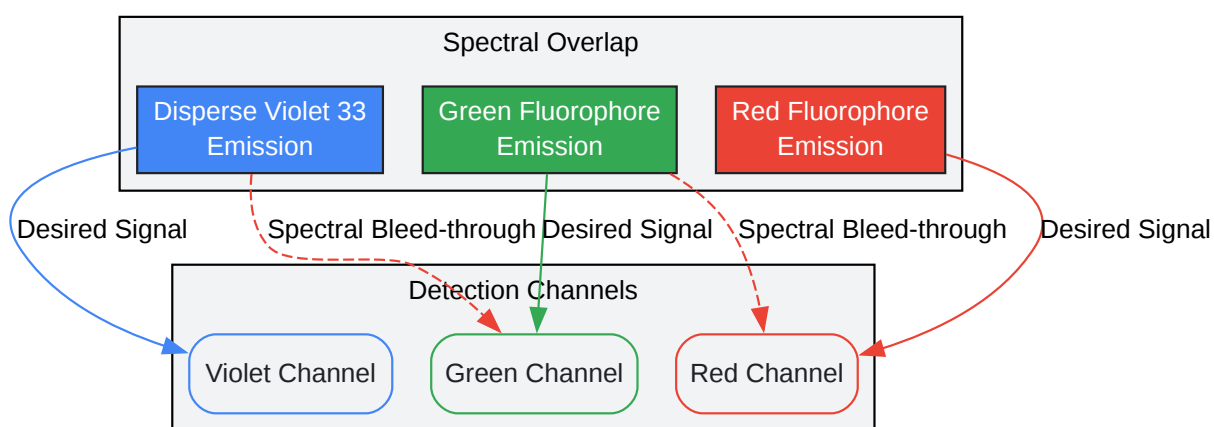 Spectral Overlap
Disperse Violet 33
Emission
Green Fluorophore
Emission
Red Fluorophore
Emission
Desired Signal
Spectral Bleed-through
Desired Signal
Spectral Bleed-through
Desired Signal
Detection Channels
Violet Channel
Green Channel
Red Channel